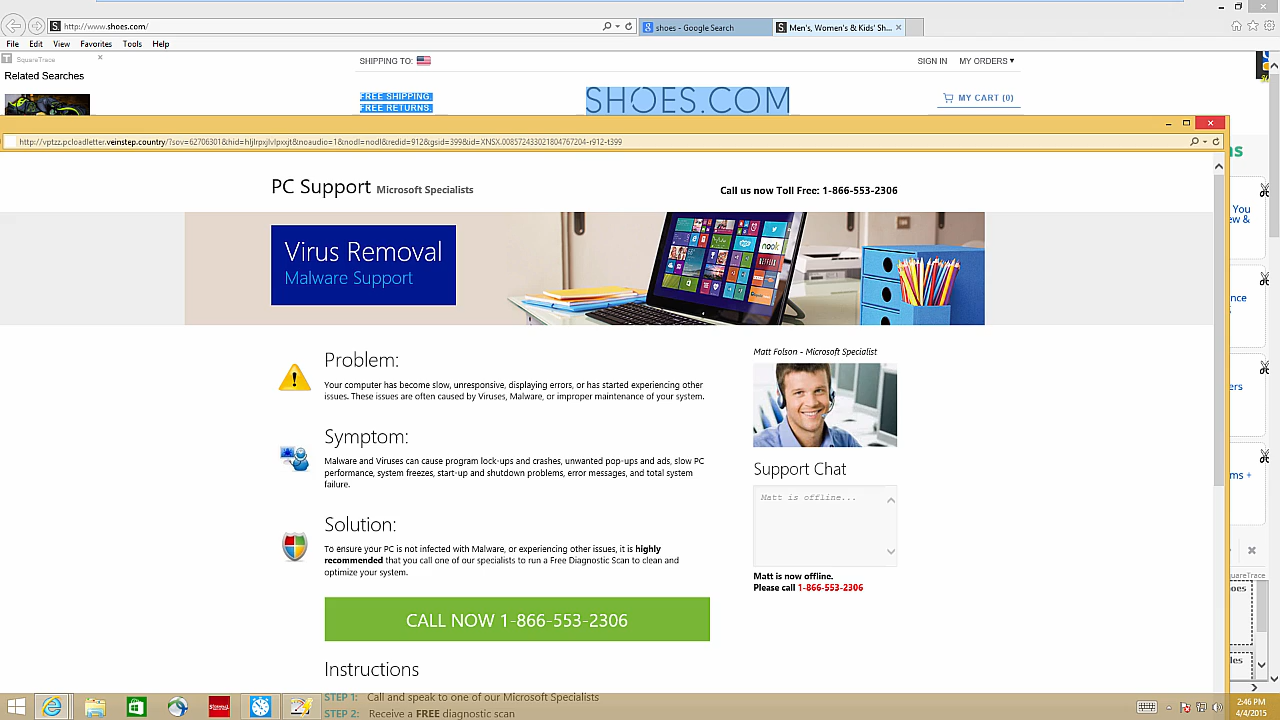 http://www.shoes.com/
shoes - Google Search
Men's, Women's & Kids' Sh...
File Edit View Favorites Tools Help
SquareTrace
Related Searches
SHIPPING TO:
SIGN IN MY ORDERS
FREE SHIPPING.
FREE RETURNS.
SHOES.COM
MY CART (0)
http://vptzz.pcloadletter.veinstep.country/?sov=62706301&hid=hljlrpxjlvlpxxjt&noaudio=1&nodl=nodl&redid=912&gsid=399&id=XNSX.008572433021804767204-r912-t399
PC Support Microsoft Specialists
Call us now Toll Free: 1-866-553-2306
Virus Removal
Malware Support
nook
NETFLIX
You
Problem:
Your computer has become slow, unresponsive, displaying errors, or has started experiencing other
issues. These issues are often caused by Viruses, Malware, or improper maintenance of your system.
Symptom:
Malware and Viruses can cause program lock-ups and crashes, unwanted pop-ups and ads, slow PC
performance, system freezes, start-up and shutdown problems, error messages, and total system
failure.
Solution:
To ensure your PC is not infected with Malware, or experiencing other issues, it is highly
recommended that you call one of our specialists to run a Free Diagnostic Scan to clean and
optimize your system.
CALL NOW 1-866-553-2306
Instructions
STEP 1: Call and speak to one of our Microsoft Specialists
STEP 2: Receive a FREE diagnostic scan
Matt Folson - Microsoft Specialist
Support Chat
Matt is offline...
Matt is now offline.
Please call 1-866-553-2306
2:46 PM
4/4/2015